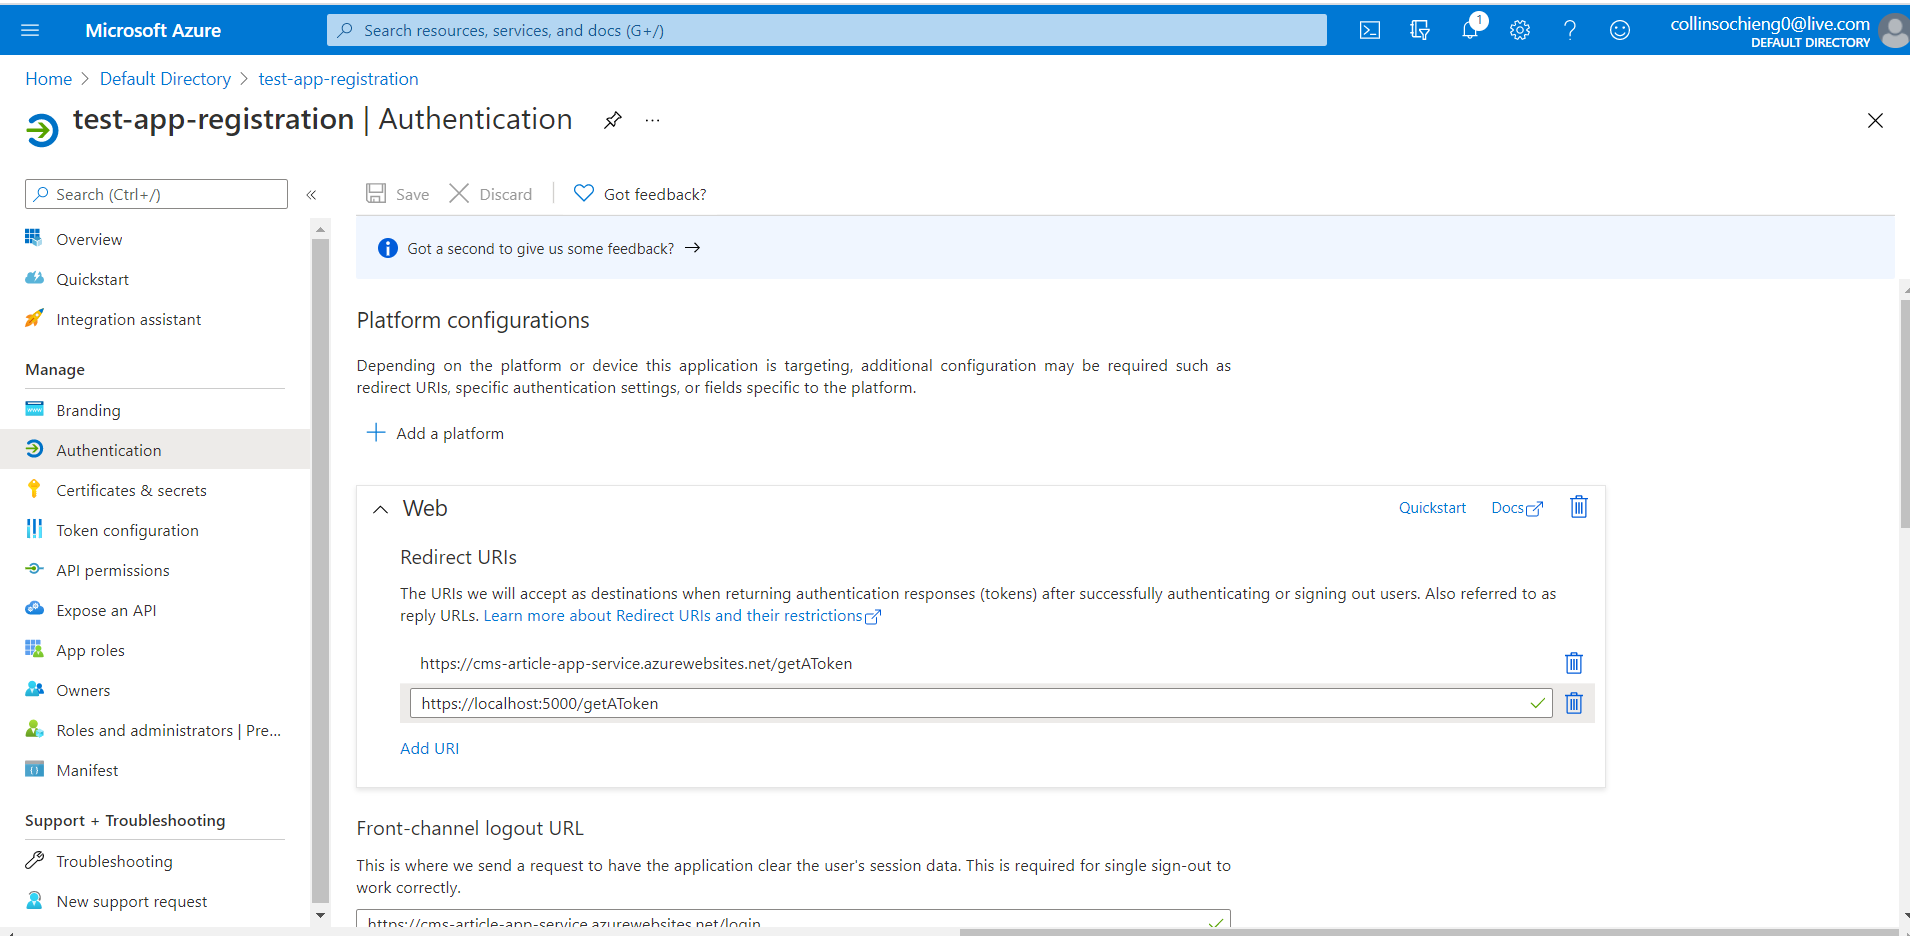 Microsoft Azure
Search resources, services, and docs (G+/)
1
collinsochieng0@live.com
DEFAULT DIRECTORY
Home > Default Directory > test-app-registration
test-app-registration | Authentication
Search (Ctrl+/)
«
Save
Discard
Got feedback?
Got a second to give us some feedback? →
Overview
Quickstart
Integration assistant
Manage
Branding
Authentication
Certificates & secrets
Token configuration
API permissions
Expose an API
App roles
Owners
Roles and administrators | Pre...
Manifest
Support + Troubleshooting
Troubleshooting
New support request
Platform configurations
Depending on the platform or device this application is targeting, additional configuration may be required such as
redirect URIs, specific authentication settings, or fields specific to the platform.
Add a platform
Web
Quickstart
Docs
Redirect URIs
The URIs we will accept as destinations when returning authentication responses (tokens) after successfully authenticating or signing out users. Also referred to as
reply URLs. Learn more about Redirect URIs and their restrictions
https://cms-article-app-service.azurewebsites.net/getAToken
https://localhost:5000/getAToken
Add URI
Front-channel logout URL
This is where we send a request to have the application clear the user's session data. This is required for single sign-out to
work correctly.
https://cms-article-app-service.azurewebsites.net/login